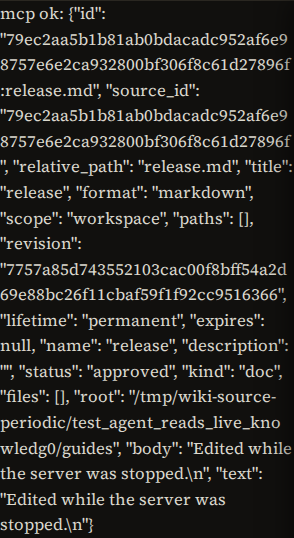 mcp ok: {"id":
"79ec2aa5b1b81ab0bdacadc952af6e9
8757e6e2ca932800bf306f8c61d27896f
:release.md", "source_id":
"79ec2aa5b1b81ab0bdacadc952af6e9
8757e6e2ca932800bf306f8c61d27896f
", "relative_path": "release.md", "title":
"release", "format": "markdown",
"scope": "workspace", "paths": [],
"revision":
"7757a85d743552103cac00f8bff54a2d
69e88bc26f11cbaf59f1f92cc9516366",
"lifetime": "permanent", "expires":
null, "name": "release", "description":
"", "status": "approved", "kind": "doc",
"files": [], "root": "/tmp/wiki-source-
periodic/test_agent_reads_live_kno
wledg0/guides", "body": "Edited while
the server was stopped.\n", "text":
"Edited while the server was
stopped.\n"}